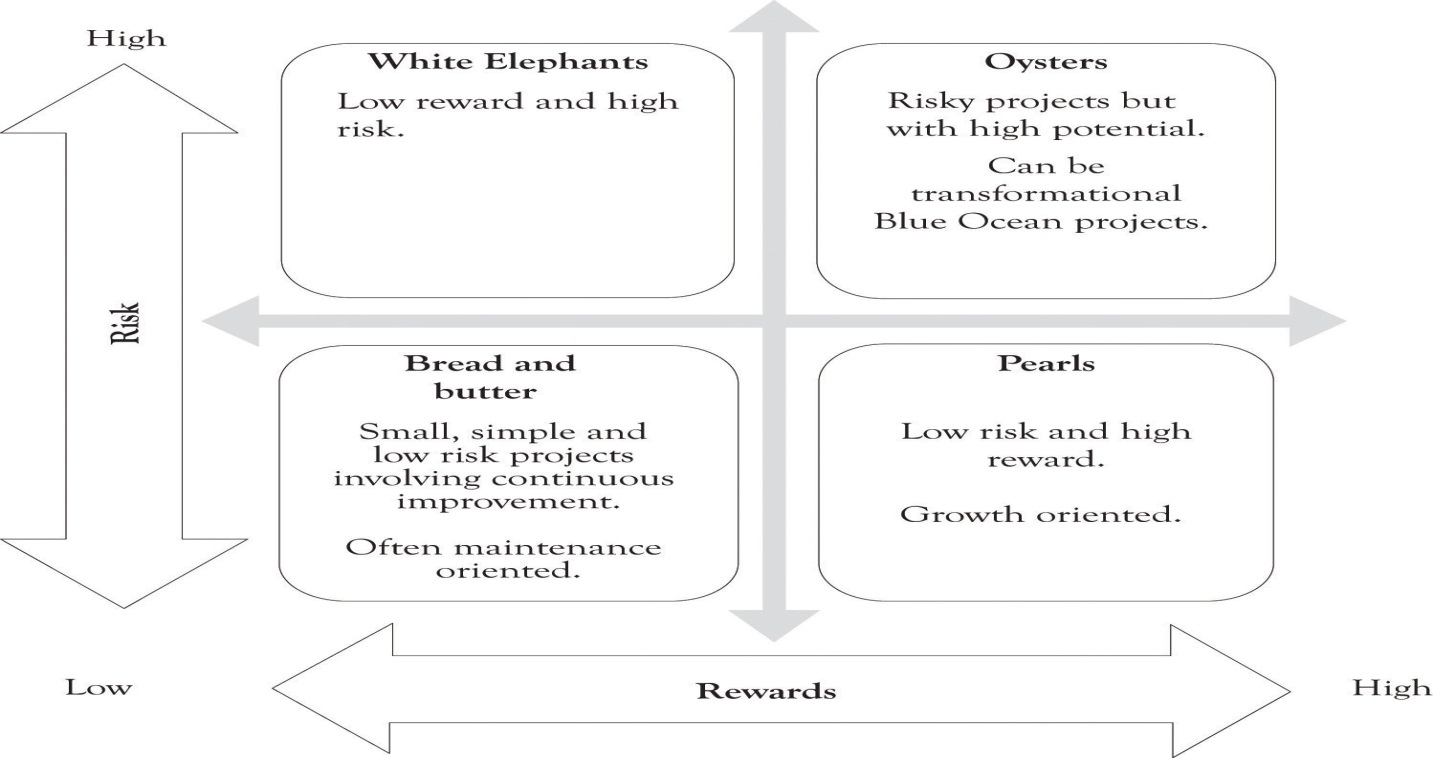 High
White Elephants
Low reward and high
risk.
Oysters
Risky projects but
with high potential.
Can be
transformational
Blue Ocean projects.
Risk
Bread and
butter
Small, simple and
low risk projects
involving continuous
improvement.
Often maintenance
oriented.
Pearls
Low risk and high
reward.
Growth oriented.
Low
Rewards
High